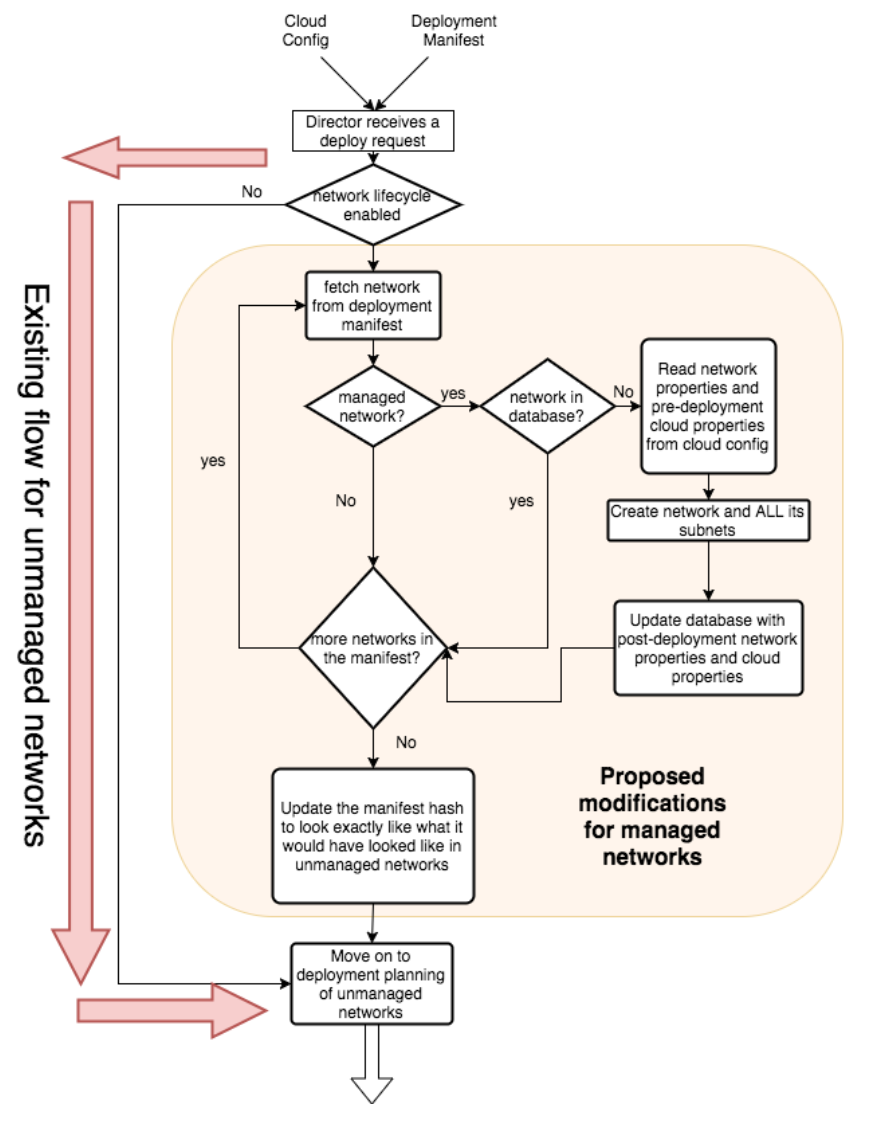 Cloud
Config
Deployment
Manifest
Director receives a
deploy request
No
network lifecycle
enabled
fetch network
from deployment
manifest
managed
network?
yes
network in
database?
No
Read network
properties and
pre-deployment
cloud properties
from cloud config
yes
No
yes
Create network and ALL its
subnets
more networks in
the manifest?
Update database with
post-deployment network
properties and cloud
properties
No
Update the manifest hash
to look exactly like what it
would have looked like in
unmanaged networks
Proposed
modifications
for managed
networks
Move on to
deployment planning
of unmanaged
networks
Existing flow for unmanaged networks